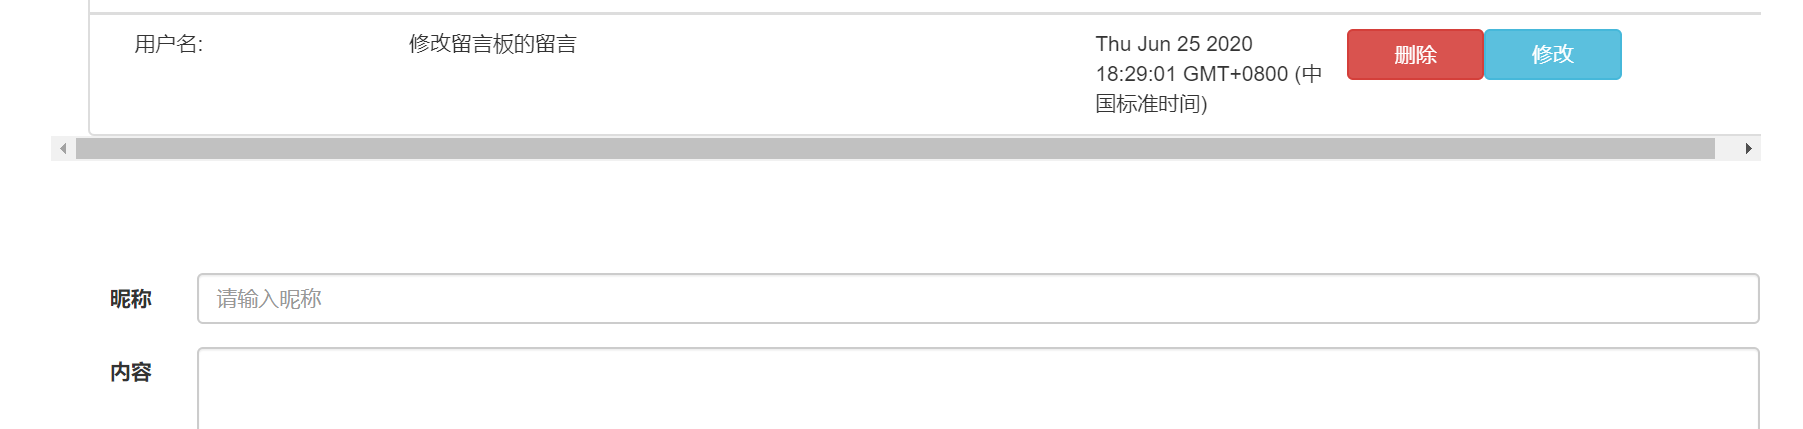 用户名: 修改留言板的留言 Thu Jun 25 2020 删除 修改
18:29:01 GMT+0800 (中
国标准时间)
昵称 请输入昵称
内容